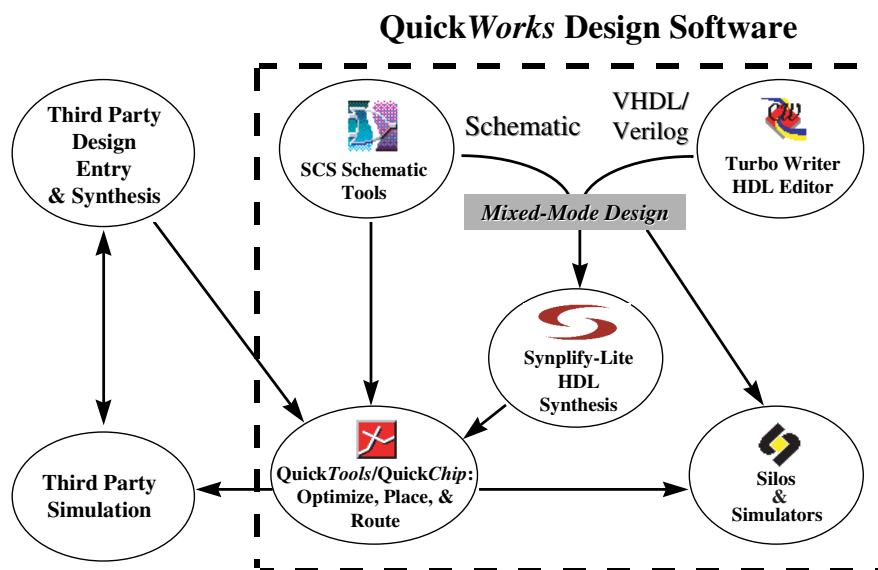 QuickWorks Design Software
Third Party
Design
Entry
& Synthesis
SCS Schematic
Tools
Schematic
VHDL/
Verilog
Turbo Writer
HDL Editor
Mixed-Mode Design
Synplify-Lite
HDL
Synthesis
Third Party
Simulation
QuickTools/QuickChip:
Optimize, Place, &
Route
Silos
&
Simulators